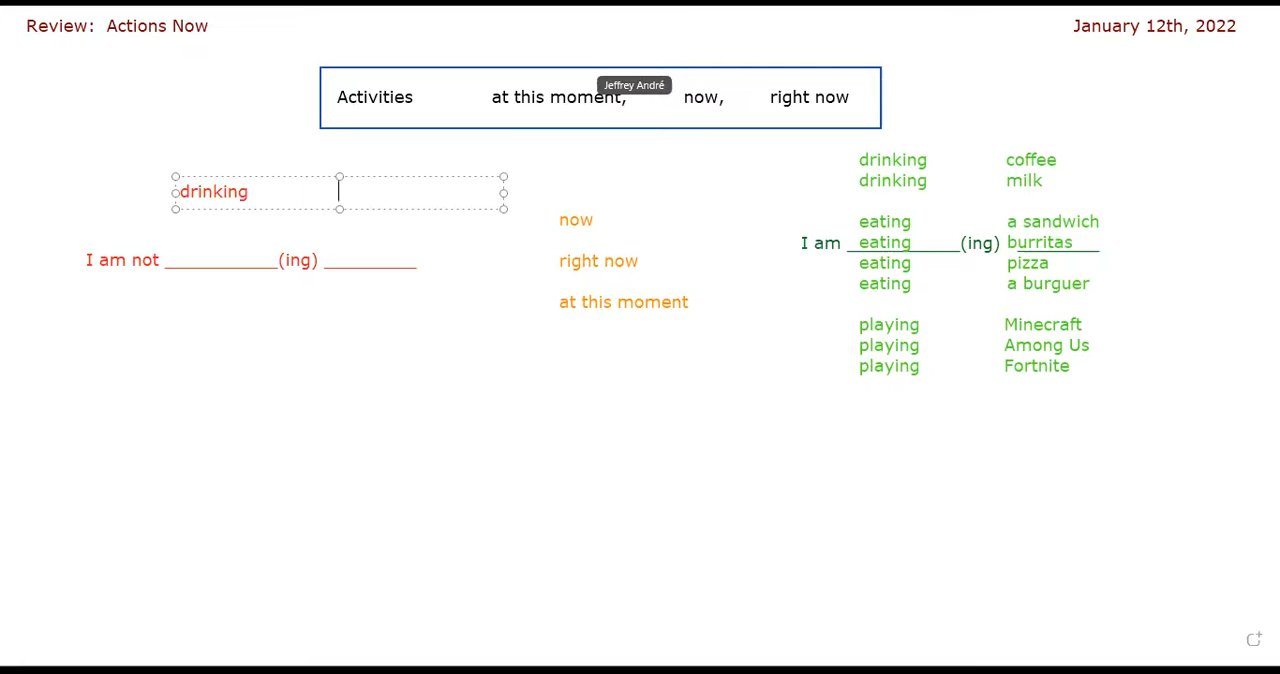 Review: Actions Now
January 12th, 2022
Jeffrey André
Activities at this moment, now, right now
drinking
I am not ___________(ing) _________
now
right now
at this moment
drinking coffee
drinking milk
eating a sandwich
I am eating (ing) burritas
eating pizza
eating a burguer
playing Minecraft
playing Among Us
playing Fortnite